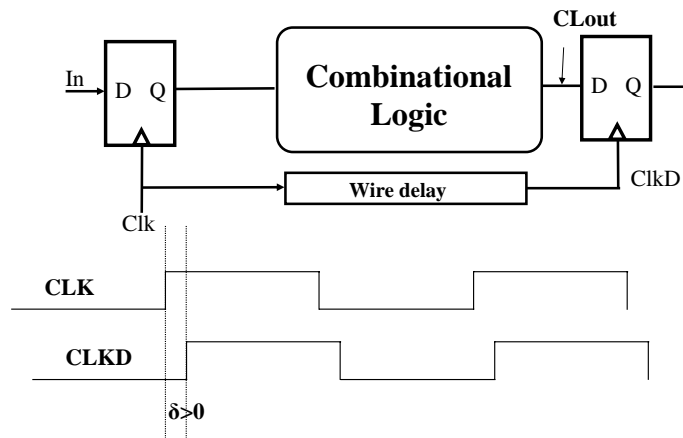 CLout
In
D Q
Combinational
Logic
D Q
Wire delay
ClkD
Clk
CLK
CLKD
δ>0